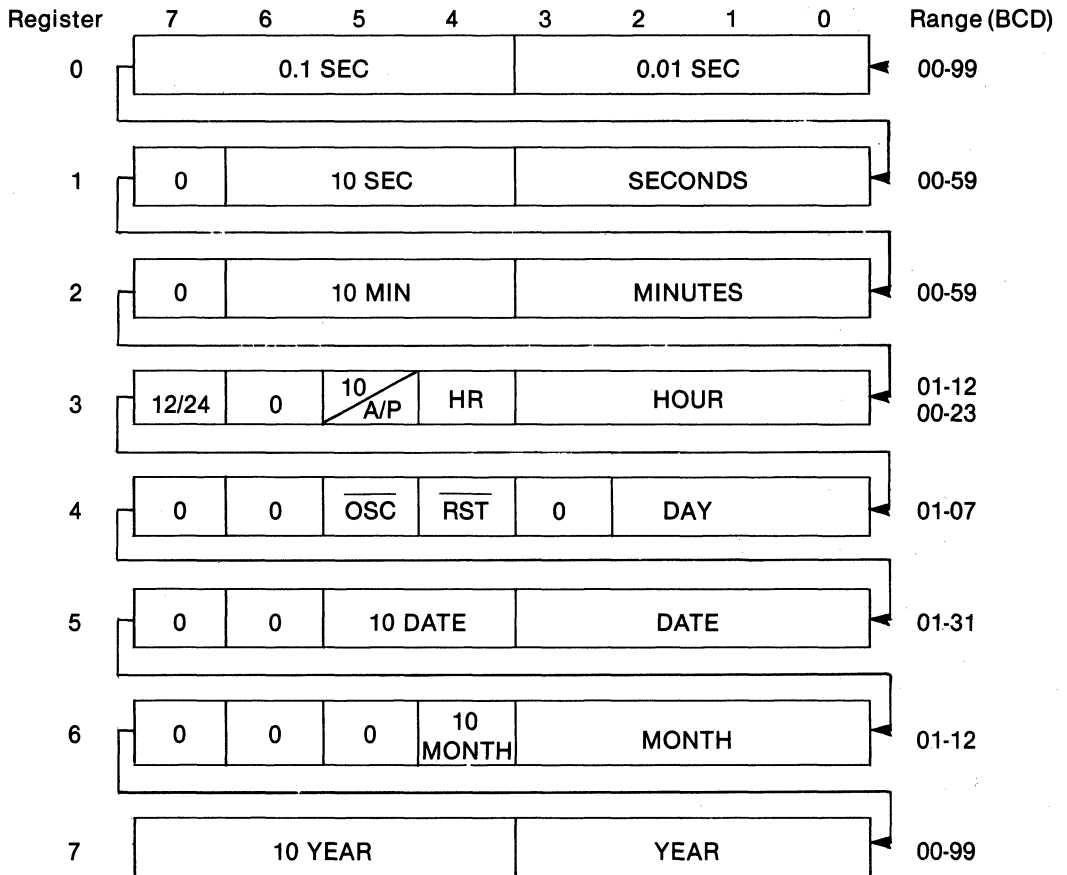 Register 7 6 5 4 3 2 1 0 Range (BCD)
0 0.1 SEC 0.01 SEC 00-99
1 0 10 SEC SECONDS 00-59
2 0 10 MIN MINUTES 00-59
3 12/24 0 10 A/P HR HOUR 01-12
00-23
4 0 0 O̅S̅C̅ R̅S̅T̅ 0 DAY 01-07
5 0 0 10 DATE DATE 01-31
6 0 0 0 10 MONTH MONTH 01-12
7 10 YEAR YEAR 00-99